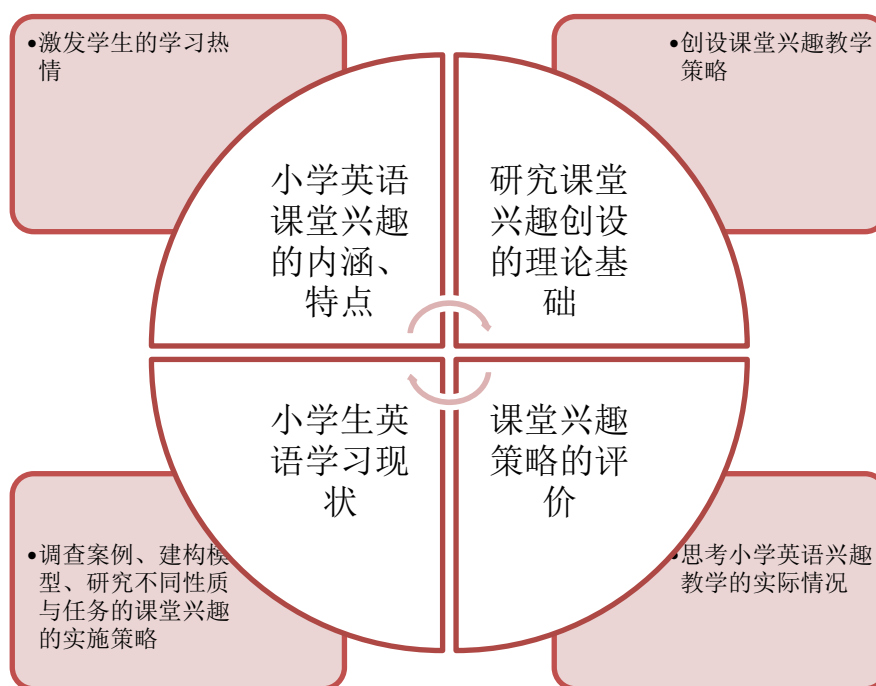 •激发学生的学习热
情
•创设课堂兴趣教学
策略
小学英语
课堂兴趣
的内涵、
特点
研究课堂
兴趣创设
的理论基
础
小学生英
语学习现
状
课堂兴趣
策略的评
价
•调查案例、建构模
型、研究不同性质
与任务的课堂兴趣
的实施策略
•思考小学英语兴趣
教学的实际情况